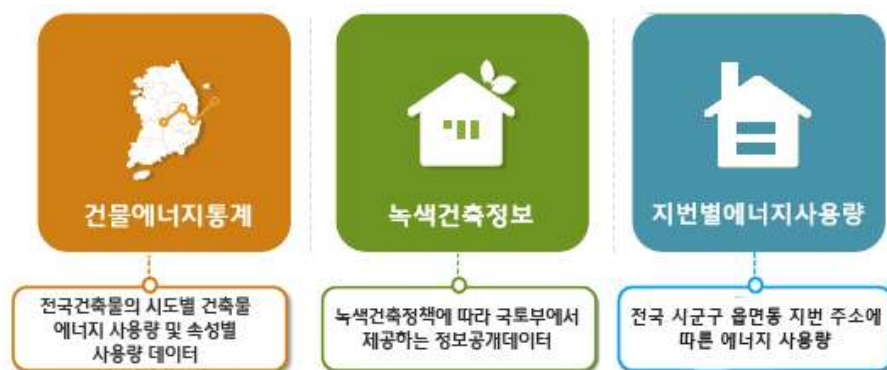 건물에너지통계
녹색건축정보
지번별에너지사용량
전국건축물의 시도별 건축물
에너지 사용량 및 속성별
사용량 데이터
녹색건축정책에 따라 국토부에서
제공하는 정보공개데이터
전국 시군구 읍면통 지번 주소에
따른 에너지 사용량